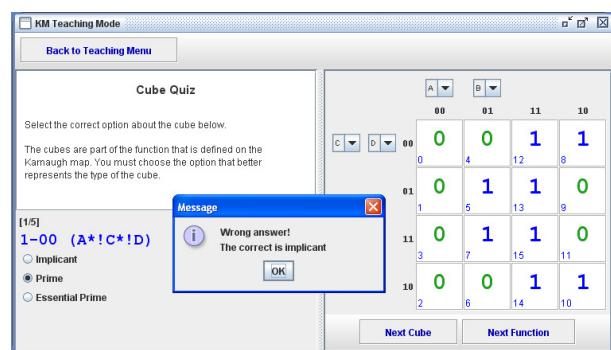 KM Teaching Mode
Back to Teaching Menu
Cube Quiz
Select the correct option about the cube below.
The cubes are part of the function that is defined on the
Karnaugh map. You must choose the option that better
represents the type of the cube.
[1/5]
1-00 (A*!C*!D)
Implicant
Prime
Essential Prime
Message
Wrong answer!
The correct is implicant
OK
A B
00 01 11 10
C D 00 0 0 1 1
0 4 12 8
01 0 1 1 0
1 5 13 9
11 0 1 1 0
3 7 15 11
10 0 0 1 1
2 6 14 10
Next Cube Next Function